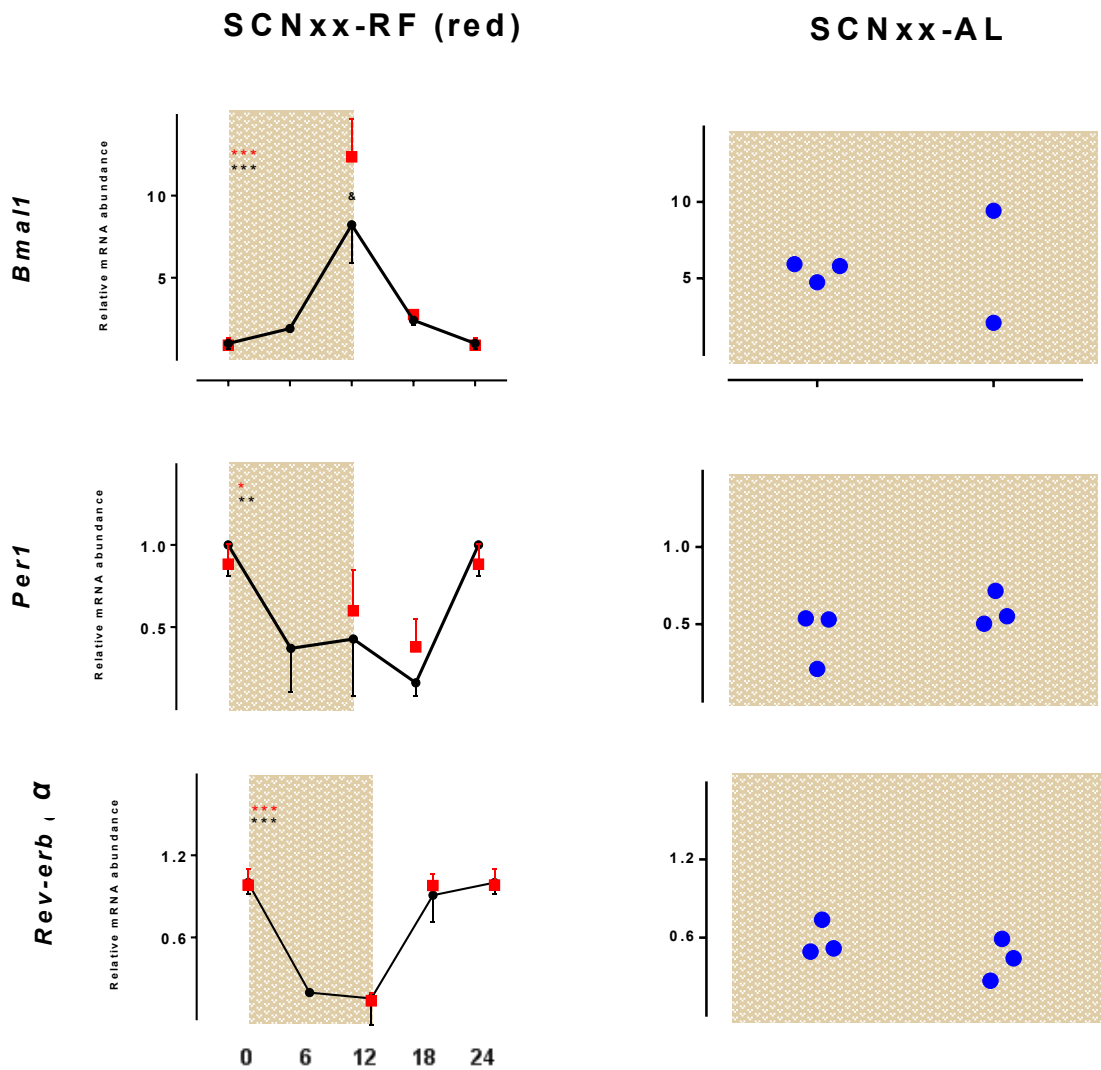 SCNxx-RF (red)
SCNxx-AL
Bmal1
Relative mRNA abundance
10
5
***
***
&
10
5
Per1
Relative mRNA abundance
1.0
0.5
*
**
1.0
0.5
Rev-erb ( α
Relative mRNA abundance
1.2
0.6
***
***
1.2
0.6
0 6 12 18 24